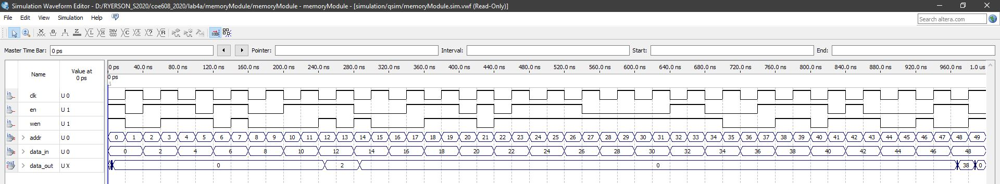 Simulation Waveform Editor - D:/RYERSON_S2020/coe608_2020/lab4a/memoryModule/memoryModule - memoryModule - [simulation/qsim/memoryModule.sim.vwf (Read-Only)]
File Edit View Simulation Help
Search altera.com
Master Time Bar: 0 ps Pointer: Interval: Start: End:
Name Value at 0 ps
0 ps 40.0 ns 80.0 ns 120.0 ns 160.0 ns 200.0 ns 240.0 ns 280.0 ns 320.0 ns 360.0 ns 400.0 ns 440.0 ns 480.0 ns 520.0 ns 560.0 ns 600.0 ns 640.0 ns 680.0 ns 720.0 ns 760.0 ns 800.0 ns 840.0 ns 880.0 ns 920.0 ns 960.0 ns 1.0 us
0 ps
in clk U 0
in en U 1
in wen U 1
in addr U 0 0 1 2 3 4 5 6 7 8 9 10 11 12 13 14 15 16 17 18 19 20 21 22 23 24 25 26 27 28 29 30 31 32 33 34 35 36 37 38 39 40 41 42 43 44 45 46 47 48 49
in data_in U 0 0 2 4 6 8 10 12 14 16 18 20 22 24 26 28 30 32 34 36 38 40 42 44 46 48
out data_out U X 0 2 0 38 0